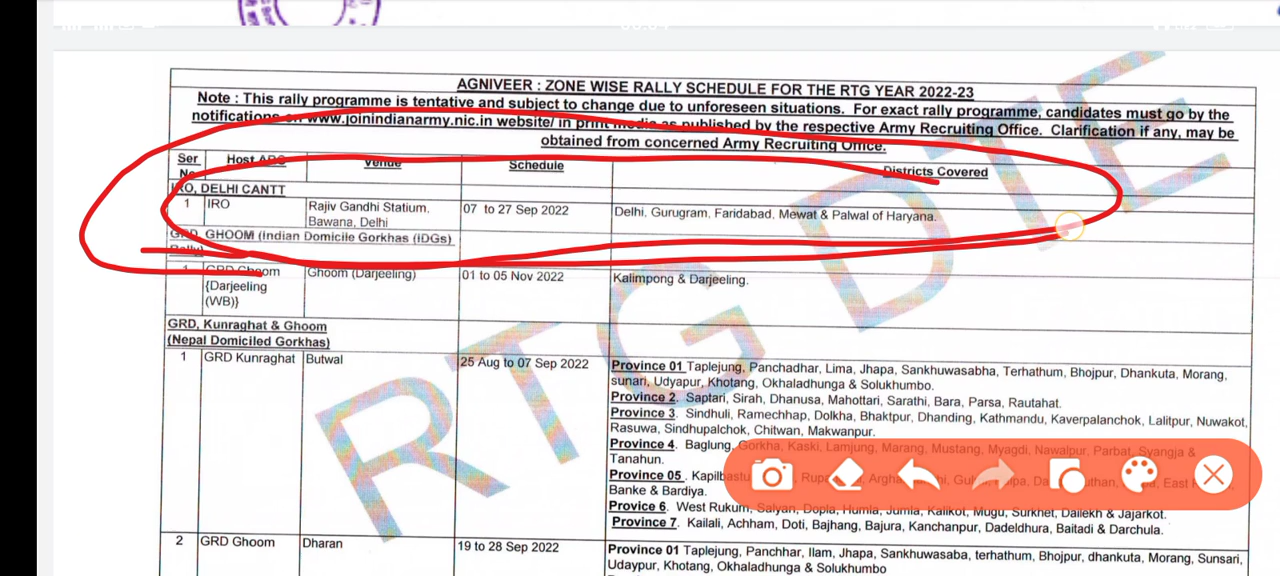 AGNIVEER : ZONE WISE RALLY SCHEDULE FOR THE RTG YEAR 2022-23
Note : This rally programme is tentative and subject to change due to unforeseen situations. For exact rally programme, candidates must go by the
notifications on www.joinindianarmy.nic.in website/ in print media as published by the respective Army Recruiting Office. Clarification if any, may be
obtained from concerned Army Recruiting Office.
Ser No Host ARO Venue Schedule Districts Covered
IRO, DELHI CANTT
1 IRO Rajiv Gandhi Statium, Bawana, Delhi 07 to 27 Sep 2022 Delhi, Gurugram, Faridabad, Mewat & Palwal of Haryana.
GRD, GHOOM (Indian Domicile Gorkhas (IDGs)
Rally)
1 GRD Ghoom {Darjeeling (WB)} Ghoom (Darjeeling) 01 to 05 Nov 2022 Kalimpong & Darjeeling.
GRD, Kunraghat & Ghoom
(Nepal Domiciled Gorkhas)
1 GRD Kunraghat Butwal 25 Aug to 07 Sep 2022 Province 01 Taplejung, Panchadhar, Lima, Jhapa, Sankhuwasabha, Terhathum, Bhojpur, Dhankuta, Morang,
sunari, Udyapur, Khotang, Okhaladhunga & Solukhumbo.
Province 2. Saptari, Sirah, Dhanusa, Mahottari, Sarathi, Bara, Parsa, Rautahat.
Province 3. Sindhuli, Ramechhap, Dolkha, Bhaktpur, Dhanding, Kathmandu, Kaverpalanchok, Lalitpur, Nuwakot,
Rasuwa, Sindhupalchok, Chitwan, Makwanpur.
Province 4. Baglung, Gorkha, Kaski, Lamjung, Marang, Mustang, Myagdi, Nawalpur, Parbat, Syangja &
Tanahun.
Province 05. Kapilbastu
Banke & Bardiya.
Provice 6. West Rukum, Salyan, Dopla, Humla, Jumla, Kalikot, Mugu, Surkhet, Dailekh & Jajarkot.
Province 7. Kailali, Achham, Doti, Bajhang, Bajura, Kanchanpur, Dadeldhura, Baitadi & Darchula.
2 GRD Ghoom Dharan 19 to 28 Sep 2022 Province 01 Taplejung, Panchhar, Ilam, Jhapa, Sankhuwasaba, terhathum, Bhojpur, dhankuta, Morang, Sunsari,
Udaypur, Khotang, Okhaladhunga & Solukhumbo
RTG DTE